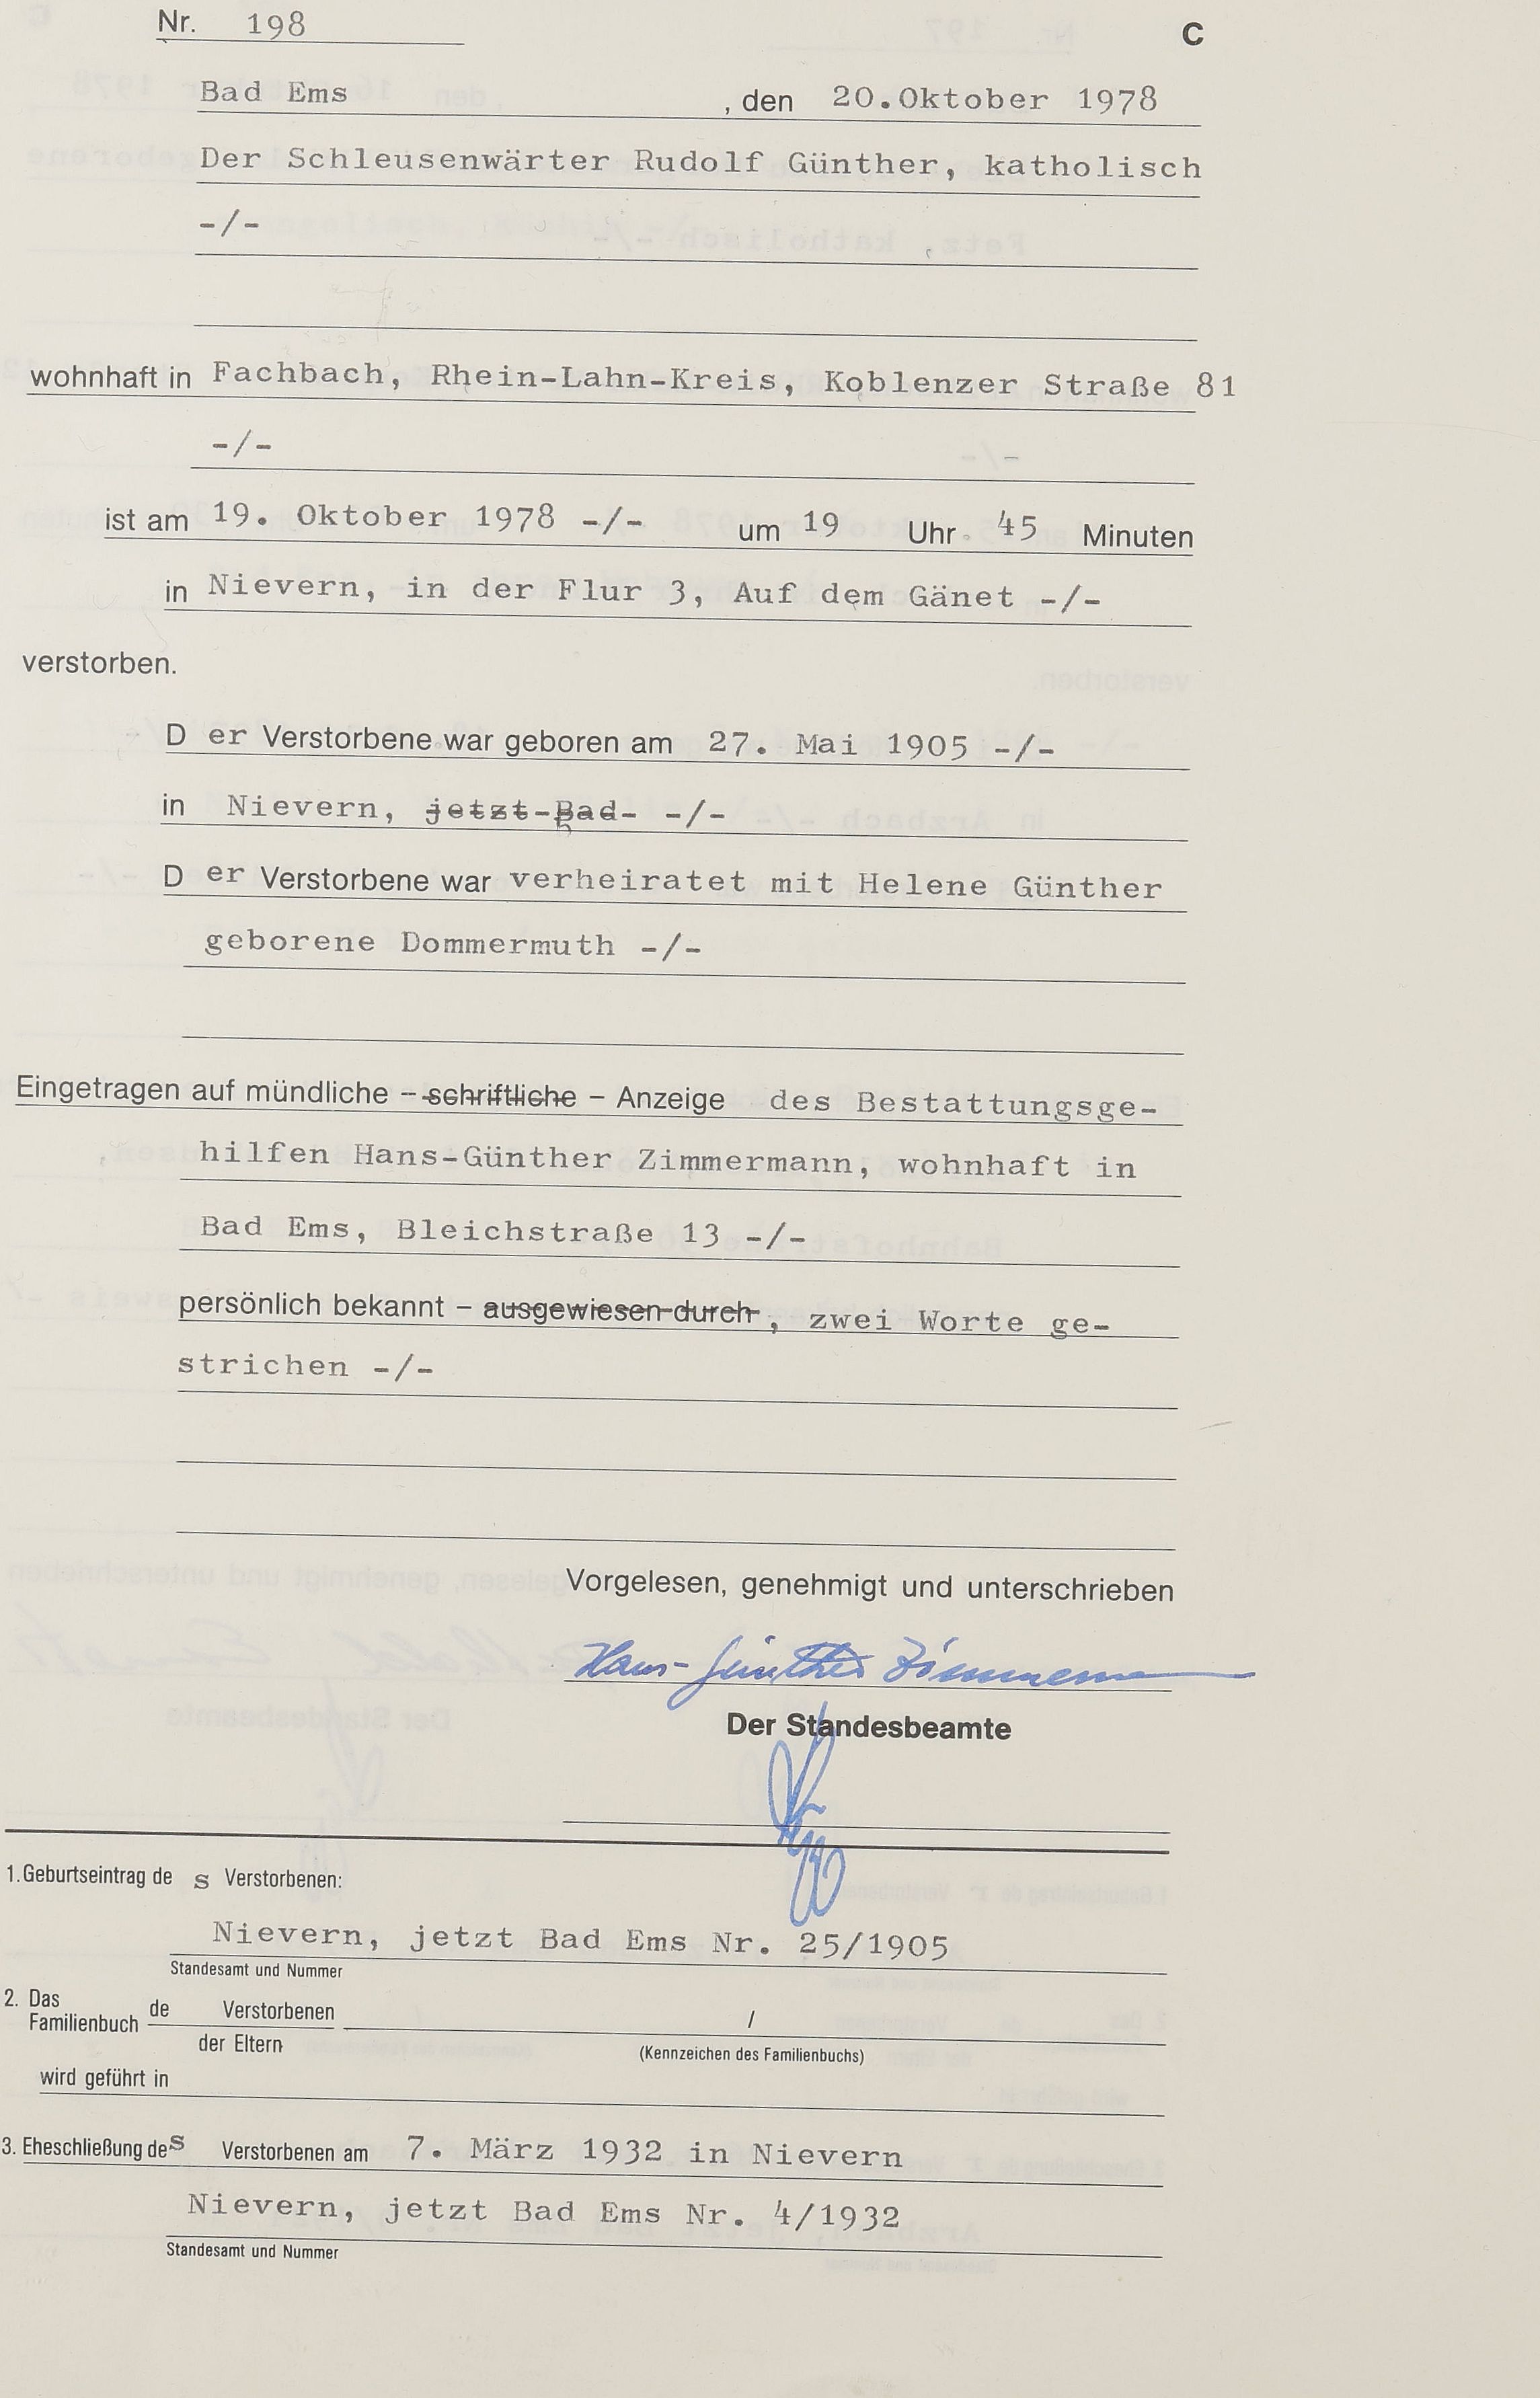 Nr. 198 C
Bad Ems , den 20.Oktober 1978
Der Schleusenwärter Rudolf Günther, katholisch
-/-
wohnhaft in Fachbach, Rhein-Lahn-Kreis, Koblenzer Straße 81
-/-
ist am 19. Oktober 1978 -/- um 19 Uhr 45 Minuten
in Nievern, in der Flur 3, Auf dem Gänet -/-
verstorben.
D er Verstorbene war geboren am 27. Mai 1905 -/-
in Nievern, jetzt Bad -/-
D er Verstorbene war verheiratet mit Helene Günther
geborene Dommermuth -/-
Eingetragen auf mündliche – schriftliche – Anzeige des Bestattungsge-
hilfen Hans-Günther Zimmermann, wohnhaft in
Bad Ems, Bleichstraße 13 -/-
persönlich bekannt – ausgewiesen durch , zwei Worte ge-
strichen -/-
Vorgelesen, genehmigt und unterschrieben
Hans-Günther Zimmermann
Der Standesbeamte
1. Geburtseintrag de s Verstorbenen:
Nievern, jetzt Bad Ems Nr. 25/1905
Standesamt und Nummer
2. Das Familienbuch de Verstorbenen /
der Eltern (Kennzeichen des Familienbuchs)
wird geführt in
3. Eheschließung des Verstorbenen am 7. März 1932 in Nievern
Nievern, jetzt Bad Ems Nr. 4/1932
Standesamt und Nummer